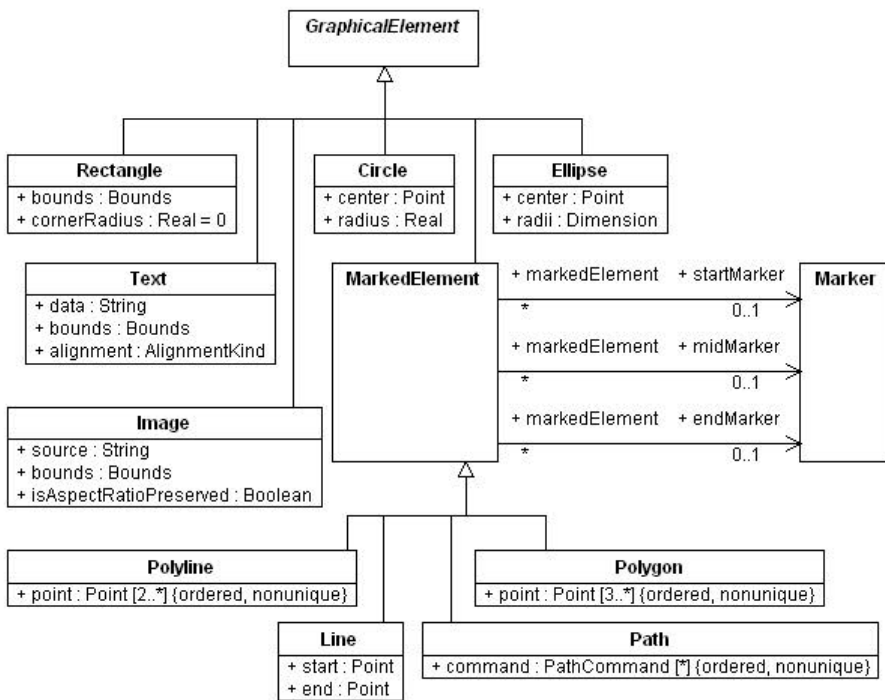 GraphicalElement
Rectangle
+ bounds : Bounds
+ cornerRadius : Real = 0
Circle
+ center : Point
+ radius : Real
Ellipse
+ center : Point
+ radii : Dimension
Text
+ data : String
+ bounds : Bounds
+ alignment : AlignmentKind
MarkedElement
+ markedElement + startMarker
* 0..1
+ markedElement + midMarker
* 0..1
+ markedElement + endMarker
* 0..1
Marker
Image
+ source : String
+ bounds : Bounds
+ isAspectRatioPreserved : Boolean
Polyline
+ point : Point [2..*] {ordered, nonunique}
Polygon
+ point : Point [3..*] {ordered, nonunique}
Line
+ start : Point
+ end : Point
Path
+ command : PathCommand [*] {ordered, nonunique}